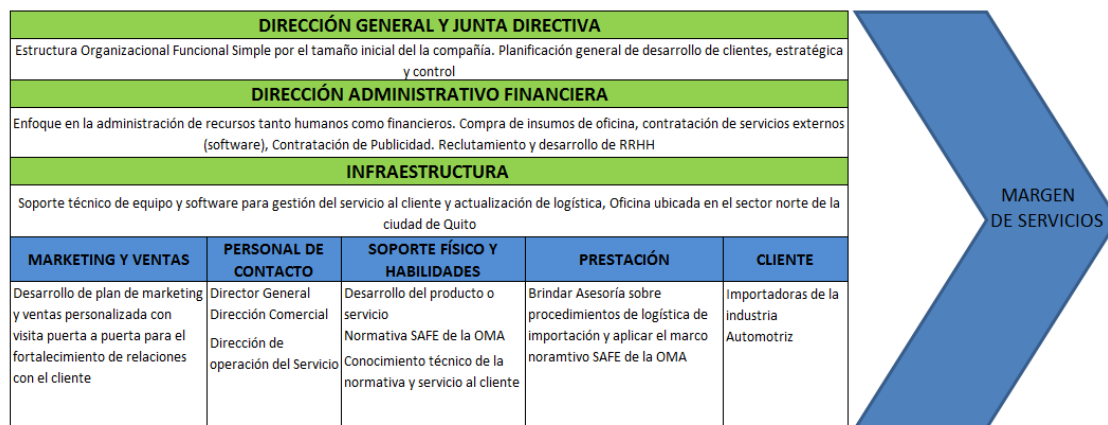 DIRECCIÓN GENERAL Y JUNTA DIRECTIVA
Estructura Organizacional Funcional Simple por el tamaño inicial del la compañía. Planificación general de desarrollo de clientes, estratégica
y control
DIRECCIÓN ADMINISTRATIVO FINANCIERA
Enfoque en la administración de recursos tanto humanos como financieros. Compra de insumos de oficina, contratación de servicios externos
(software), Contratación de Publicidad. Reclutamiento y desarrollo de RRHH
INFRAESTRUCTURA
Soporte técnico de equipo y software para gestión del servicio al cliente y actualización de logística, Oficina ubicada en el sector norte de la
ciudad de Quito
MARKETING Y VENTAS
Desarrollo de plan de marketing
y ventas personalizada con
visita puerta a puerta para el
fortalecimiento de relaciones
con el cliente
PERSONAL DE
CONTACTO
Director General
Dirección Comercial
Dirección de
operación del Servicio
SOPORTE FÍSICO Y
HABILIDADES
Desarrollo del producto o
servicio
Normativa SAFE de la OMA
Conocimiento técnico de la
normativa y servicio al cliente
PRESTACIÓN
Brindar Asesoría sobre
procedimientos de logística de
importación y aplicar el marco
noramtivo SAFE de la OMA
CLIENTE
Importadoras de la
industria
Automotriz
MARGEN
DE SERVICIOS